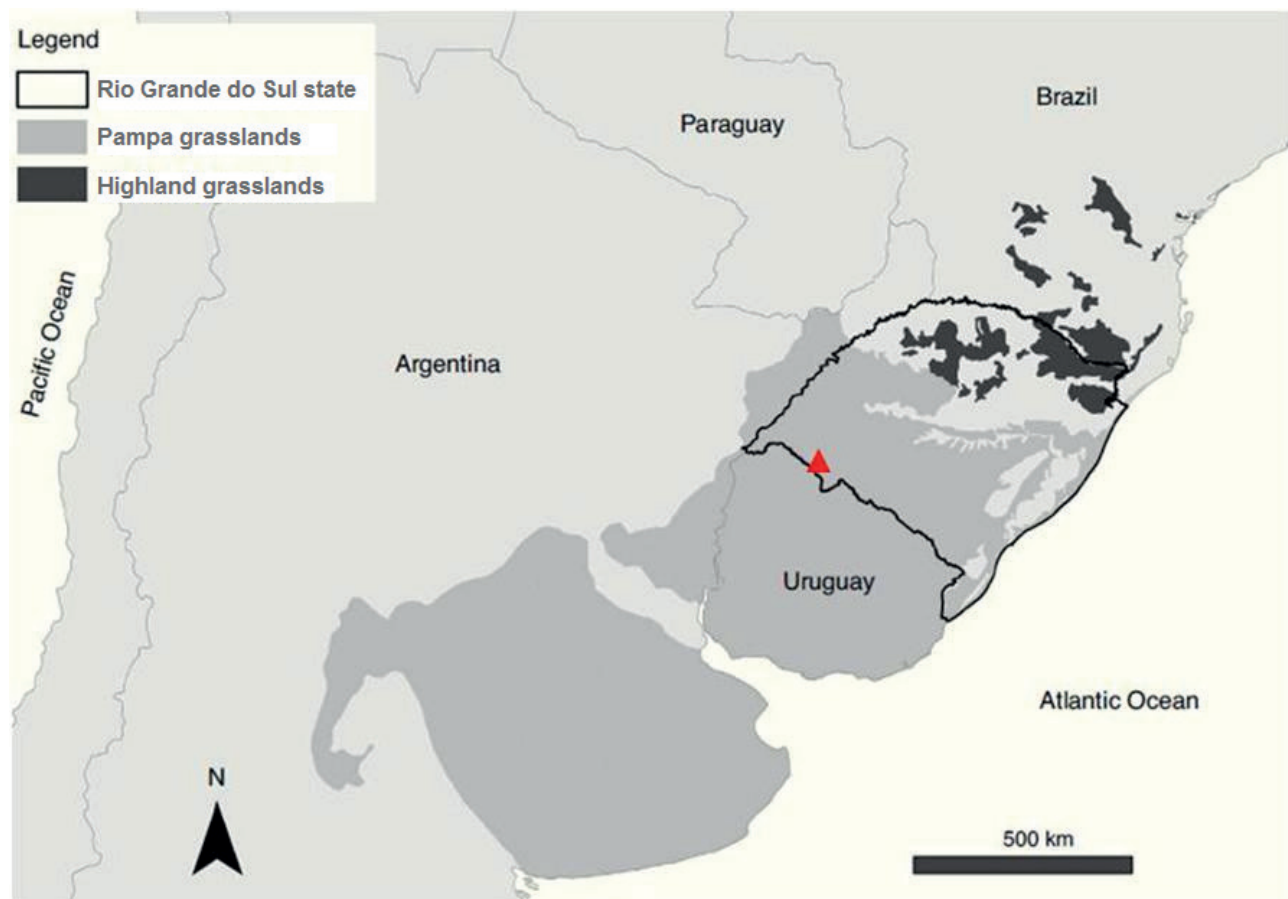 Legend
Rio Grande do Sul state
Pampa grasslands
Highland grasslands
Brazil
Paraguay
Pacific Ocean
Argentina
Uruguay
Atlantic Ocean
N
500 km